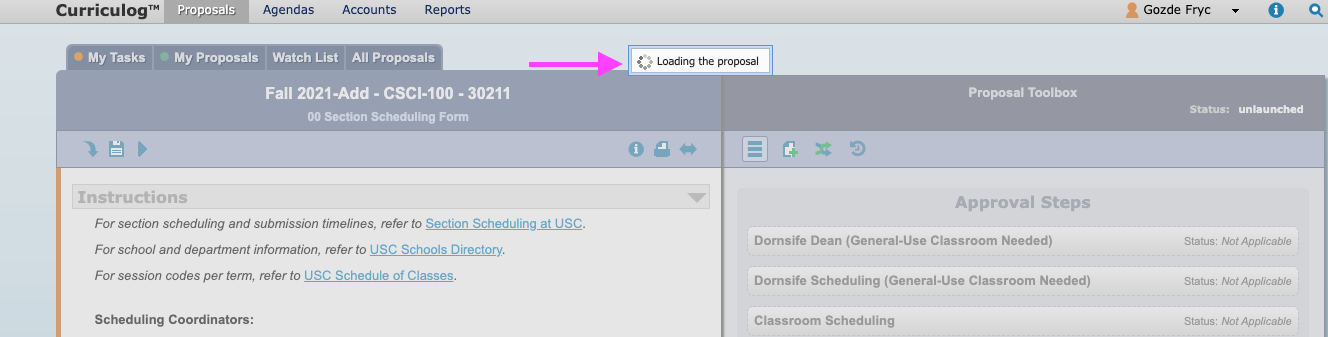 Curriculog™ Proposals Agendas Accounts Reports Gozde Fryc
My Tasks My Proposals Watch List All Proposals
Loading the proposal
Fall 2021-Add - CSCI-100 - 30211
00 Section Scheduling Form
Proposal Toolbox
Status: unlaunched
Instructions
For section scheduling and submission timelines, refer to Section Scheduling at USC.
For school and department information, refer to USC Schools Directory.
For session codes per term, refer to USC Schedule of Classes.
Scheduling Coordinators:
Approval Steps
Dornsife Dean (General-Use Classroom Needed) Status: Not Applicable
Dornsife Scheduling (General-Use Classroom Needed) Status: Not Applicable
Classroom Scheduling Status: Not Applicable